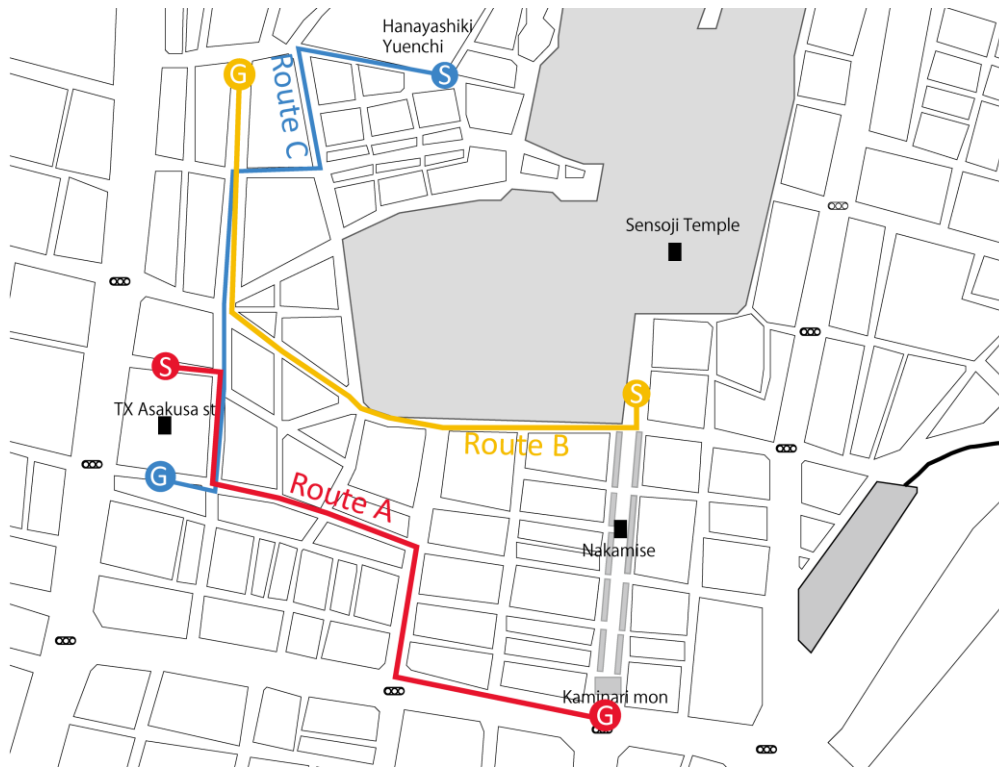 Hanayashiki
Yuenchi
G
S
Route C
Sensoji Temple
S
S
TX Asakusa st
Route B
G
Route A
Nakamise
Kaminari mon
G